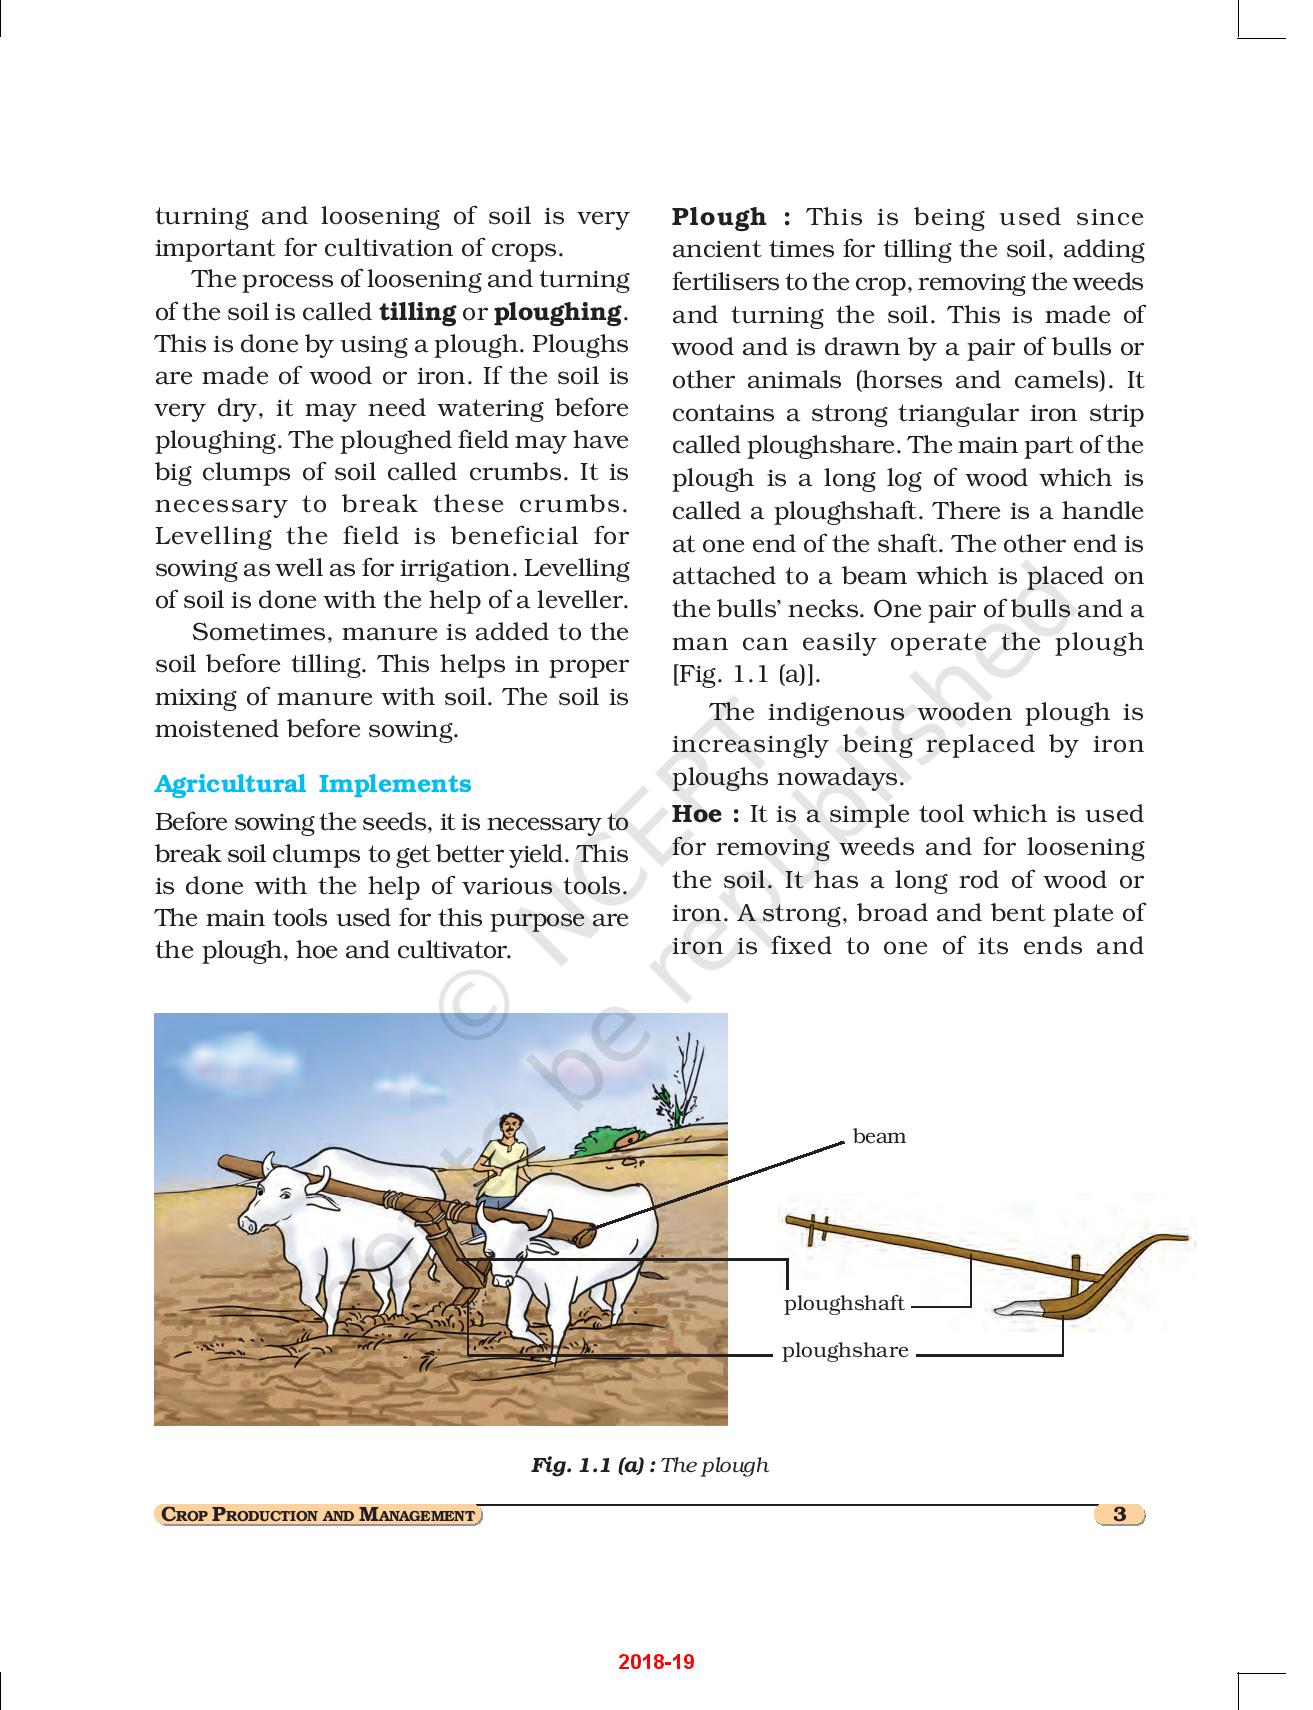 turning and loosening of soil is very
important for cultivation of crops.
The process of loosening and turning
of the soil is called tilling or ploughing.
This is done by using a plough. Ploughs
are made of wood or iron. If the soil is
very dry, it may need watering before
ploughing. The ploughed field may have
big clumps of soil called crumbs. It is
necessary to break these crumbs.
Levelling the field is beneficial for
sowing as well as for irrigation. Levelling
of soil is done with the help of a leveller.
Sometimes, manure is added to the
soil before tilling. This helps in proper
mixing of manure with soil. The soil is
moistened before sowing.
Agricultural Implements
Before sowing the seeds, it is necessary to
break soil clumps to get better yield. This
is done with the help of various tools.
The main tools used for this purpose are
the plough, hoe and cultivator.
Plough : This is being used since
ancient times for tilling the soil, adding
fertilisers to the crop, removing the weeds
and turning the soil. This is made of
wood and is drawn by a pair of bulls or
other animals (horses and camels). It
contains a strong triangular iron strip
called ploughshare. The main part of the
plough is a long log of wood which is
called a ploughshaft. There is a handle
at one end of the shaft. The other end is
attached to a beam which is placed on
the bulls’ necks. One pair of bulls and a
man can easily operate the plough
[Fig. 1.1 (a)].
The indigenous wooden plough is
increasingly being replaced by iron
ploughs nowadays.
Hoe : It is a simple tool which is used
for removing weeds and for loosening
the soil. It has a long rod of wood or
iron. A strong, broad and bent plate of
iron is fixed to one of its ends and
© NCERT
not to be republished
beam
ploughshaft
ploughshare
Fig. 1.1 (a) : The plough
CROP PRODUCTION AND MANAGEMENT
3
2018-19